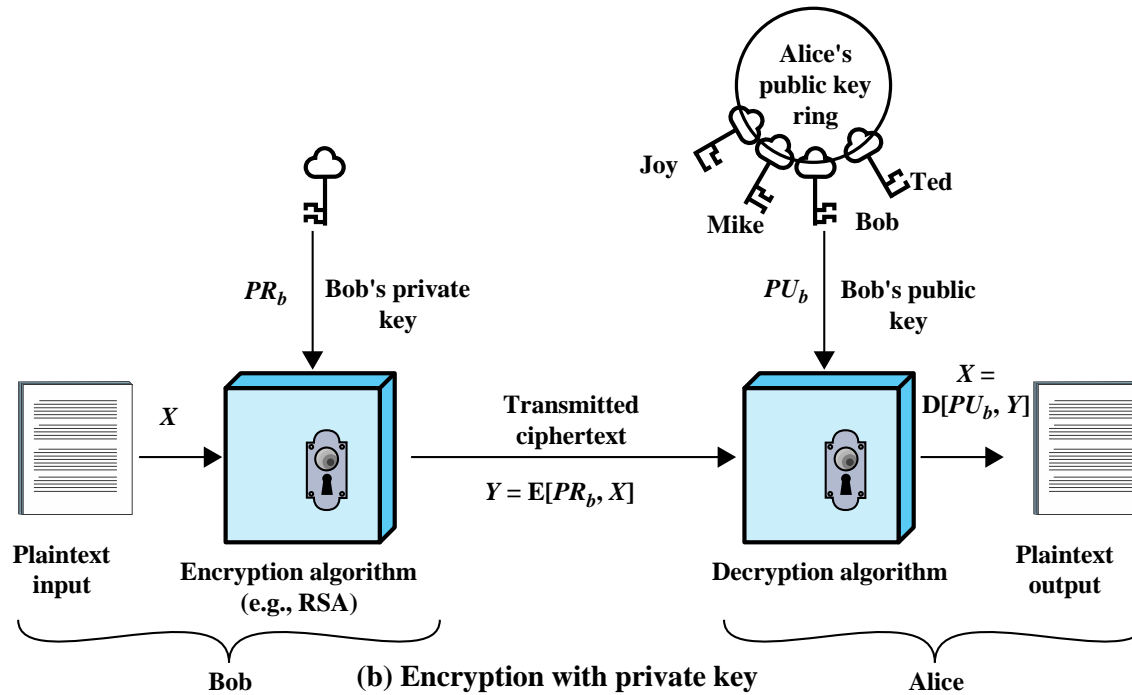 Alice's
public key
ring
Joy
Ted
Mike
Bob
PR_b
Bob's private
key
PU_b
Bob's public
key
X
Transmitted
ciphertext
Y = E[PR_b, X]
X =
D[PU_b, Y]
Plaintext
input
Encryption algorithm
(e.g., RSA)
Decryption algorithm
Plaintext
output
Bob
(b) Encryption with private key
Alice